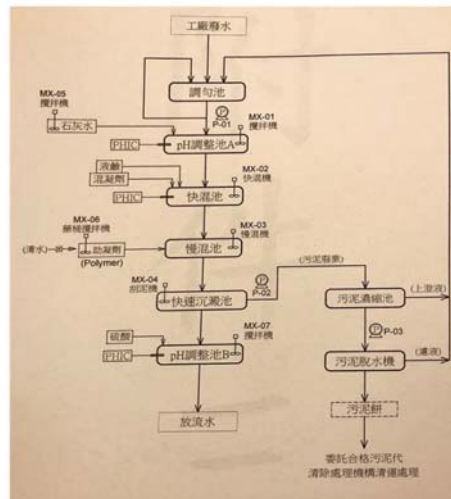 工廠廢水
調勻池
P
P-01
MX-05
攪拌機
石灰水
MX-01
攪拌機
PHIC
pH調整池A
液鹼
混凝劑
MX-02
快混機
PHIC
快混池
MX-06
藥槽攪拌機
(清水)
助凝劑
(Polymer)
MX-03
慢混機
慢混池
MX-04
刮泥機
快速沉澱池
P
P-02
(污泥廢棄)
污泥濃縮池
(上澄液)
MX-07
攪拌機
硫酸
PHIC
pH調整池B
P
P-03
污泥脫水機
(濾液)
放流水
污泥餅
委託合格污泥代
清除處理機構清運處理